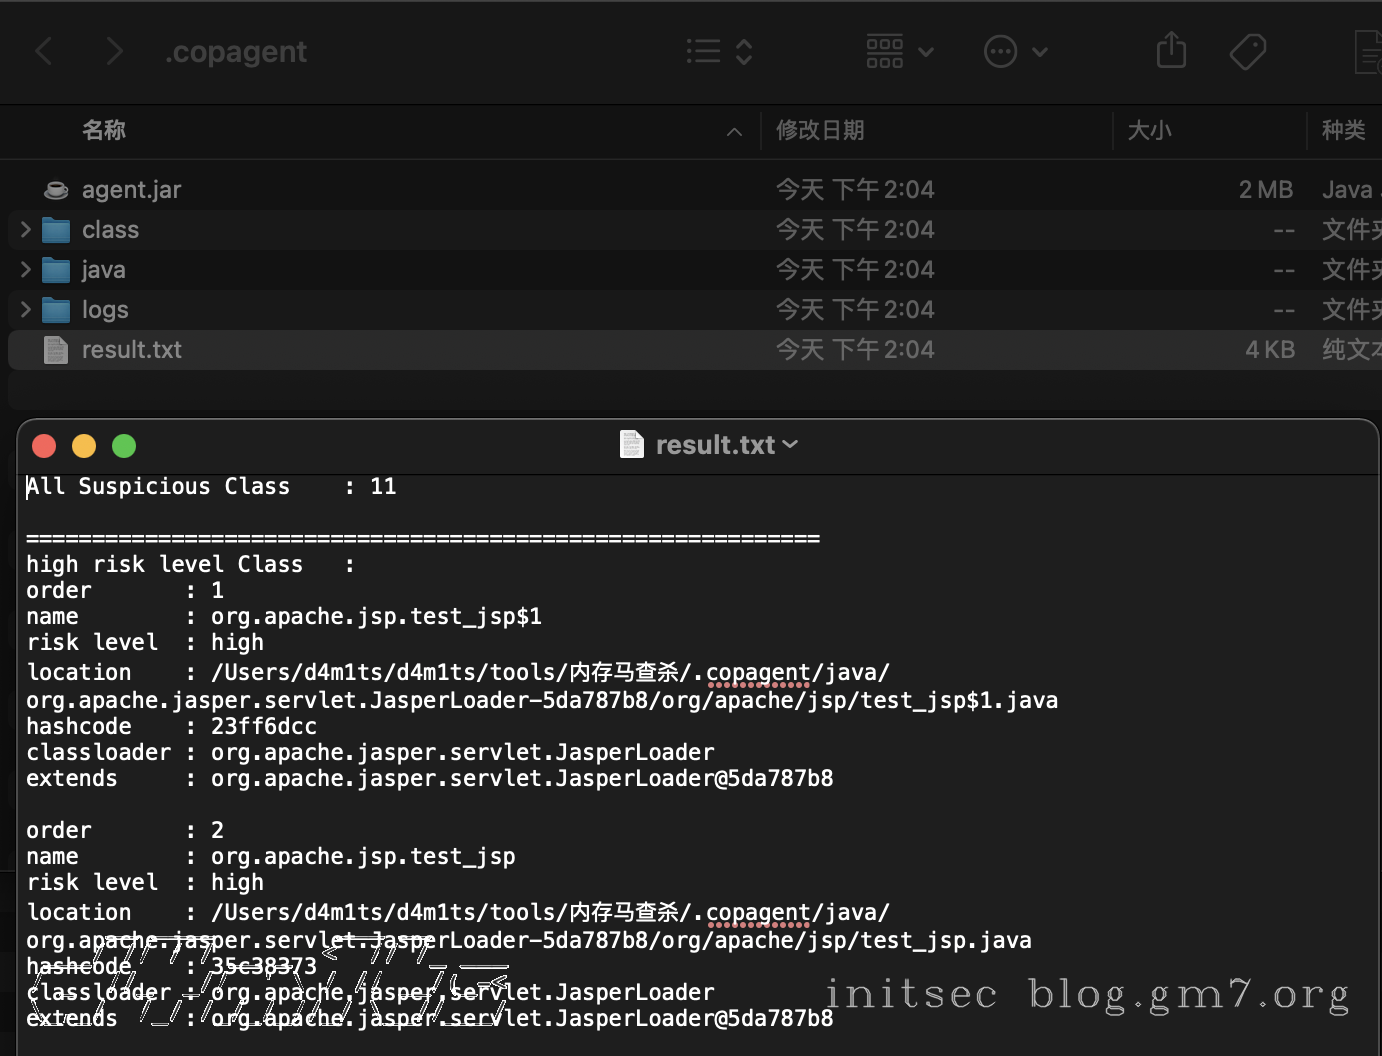 .copagent
名称 修改日期 大小 种类
agent.jar 今天 下午2:04 2 MB Java
class 今天 下午2:04 --
java 今天 下午2:04 --
logs 今天 下午2:04 --
result.txt 今天 下午2:04 4 KB
result.txt
All Suspicious Class    : 11
============================================================
high risk level Class   :
order       : 1
name        : org.apache.jsp.test_jsp$1
risk level  : high
location    : /Users/d4m1ts/d4m1ts/tools/内存马查杀/.copagent/java/
org.apache.jasper.servlet.JasperLoader-5da787b8/org/apache/jsp/test_jsp$1.java
hashcode    : 23ff6dcc
classloader : org.apache.jasper.servlet.JasperLoader
extends     : org.apache.jasper.servlet.JasperLoader@5da787b8
order       : 2
name        : org.apache.jsp.test_jsp
risk level  : high
location    : /Users/d4m1ts/d4m1ts/tools/内存马查杀/.copagent/java/
org.apache.jasper.servlet.JasperLoader-5da787b8/org/apache/jsp/test_jsp.java
hashcode    : 35c38373
classloader : org.apache.jasper.servlet.JasperLoader
extends     : org.apache.jasper.servlet.JasperLoader@5da787b8
initsec blog.gm7.org